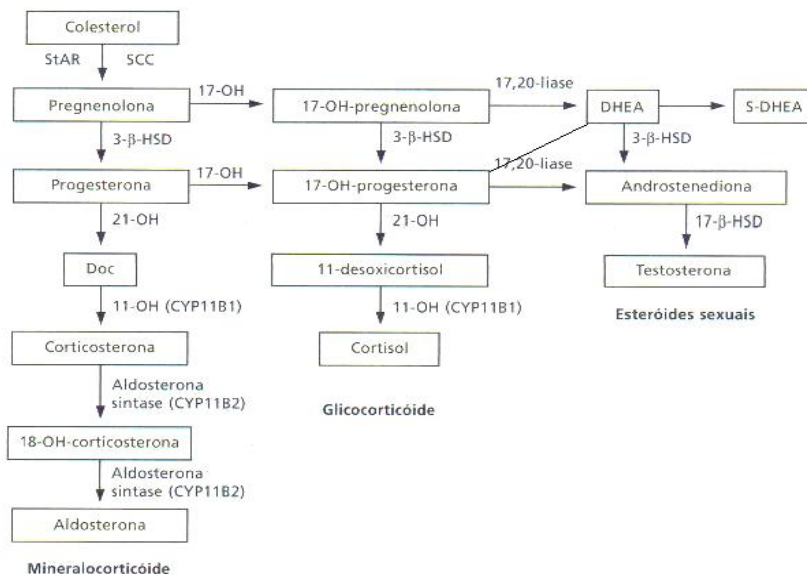 Colesterol
StAR SCC
17-OH 17,20-liase
Pregnenolona 17-OH-pregnenolona DHEA S-DHEA
3-β-HSD 3-β-HSD 3-β-HSD
17-OH 17,20-liase
Progesterona 17-OH-progesterona Androstenediona
21-OH 21-OH 17-β-HSD
Doc 11-desoxicortisol Testosterona
11-OH (CYP11B1) 11-OH (CYP11B1) Esteróides sexuais
Corticosterona Cortisol
Aldosterona
sintase (CYP11B2)
Glicocorticóide
18-OH-corticosterona
Aldosterona
sintase (CYP11B2)
Aldosterona
Mineralocorticóide